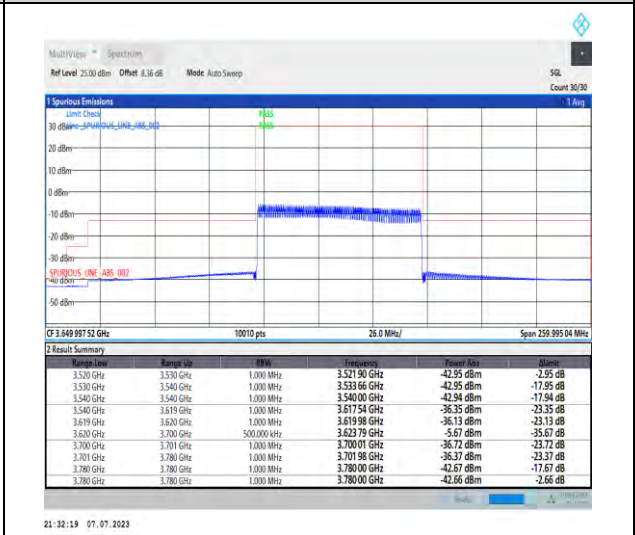 MultiView Spectrum
Ref Level 25.00 dBm Offset 8.36 dB Mode Auto Sweep SGL
Count 30/30
1 Spurious Emissions 1 Avg
Limit Check PASS
30 dBm Line _SPURIOUS_LINE_ABS_002 PASS
20 dBm
10 dBm
0 dBm
-10 dBm
-20 dBm
-30 dBm
_SPURIOUS_LINE_ABS_002
-40 dBm
-50 dBm
CF 3.649 997 52 GHz 10010 pts 26.0 MHz/ Span 259.995 04 MHz
2 Result Summary
Range Low Range Up RBW Frequency Power Abs ΔLimit
3.520 GHz 3.530 GHz 1.000 MHz 3.521 90 GHz -42.95 dBm -2.95 dB
3.530 GHz 3.540 GHz 1.000 MHz 3.533 66 GHz -42.95 dBm -17.95 dB
3.540 GHz 3.540 GHz 1.000 MHz 3.540 00 GHz -42.94 dBm -17.94 dB
3.540 GHz 3.619 GHz 1.000 MHz 3.617 54 GHz -36.35 dBm -23.35 dB
3.619 GHz 3.620 GHz 1.000 MHz 3.619 98 GHz -36.13 dBm -23.13 dB
3.620 GHz 3.700 GHz 500.000 kHz 3.623 79 GHz -5.67 dBm -35.67 dB
3.700 GHz 3.701 GHz 1.000 MHz 3.700 01 GHz -36.72 dBm -23.72 dB
3.701 GHz 3.780 GHz 1.000 MHz 3.701 98 GHz -36.37 dBm -23.37 dB
3.780 GHz 3.780 GHz 1.000 MHz 3.780 00 GHz -42.67 dBm -17.67 dB
3.780 GHz 3.780 GHz 1.000 MHz 3.780 00 GHz -42.66 dBm -2.66 dB
21:32:19 07.07.2023